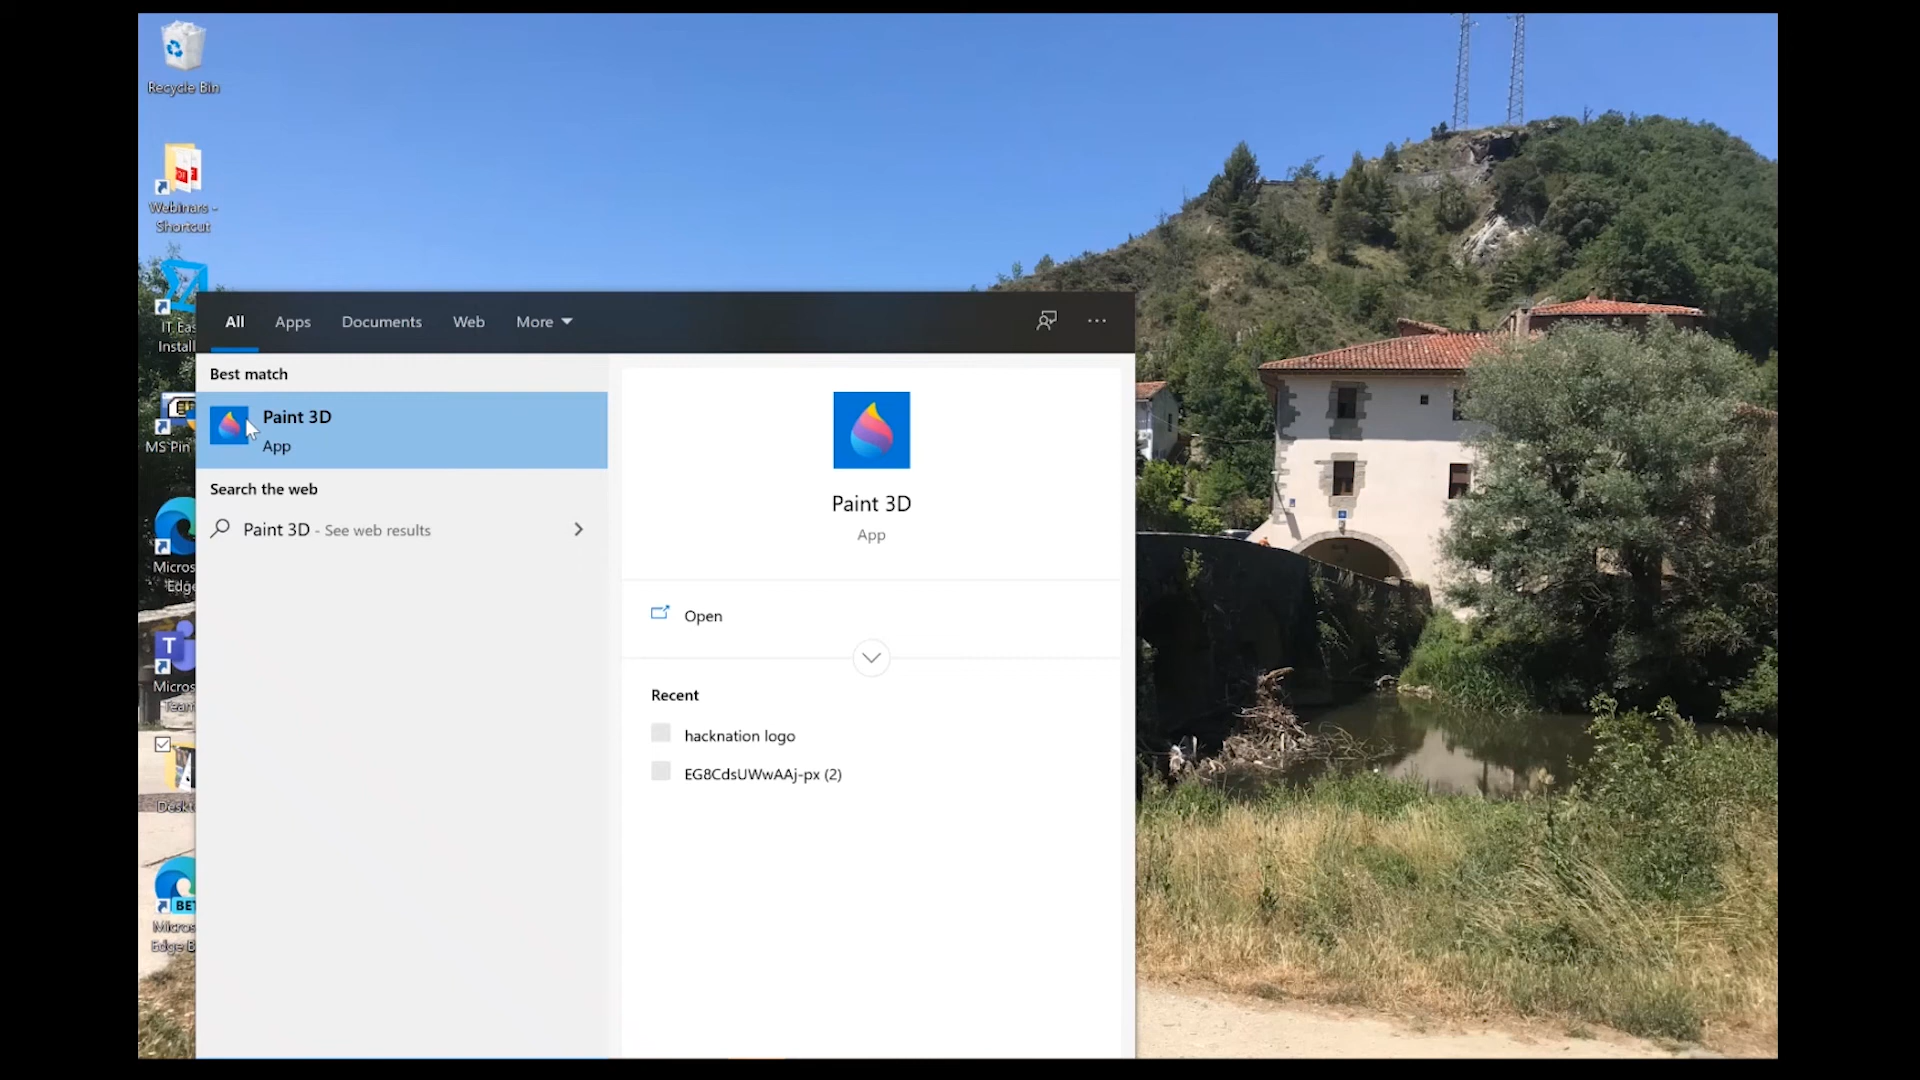 Recycle Bin
Webinars -
Shortcut
IT Eas
Install
MS Pin
Micros
Edge
T
Micros
Team
Deskt
BET
Micros
Edge B
All Apps Documents Web More
Best match
Paint 3D
App
Search the web
Paint 3D - See web results
Paint 3D
App
Open
Recent
hacknation logo
EG8CdsUWwAAj-px (2)